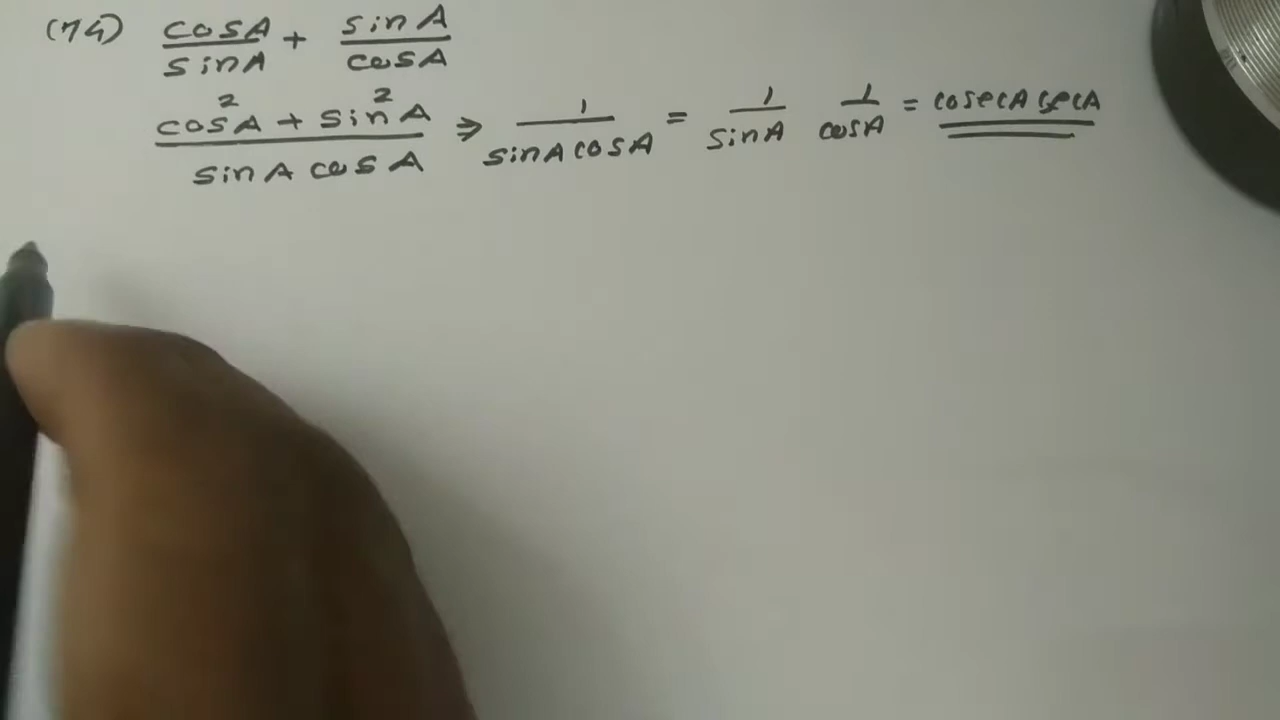 (74) cosA/sinA + sinA/cosA
cos²A + sin²A / sinA cosA ⇒ 1/sinA cosA = 1/sinA 1/cosA = cosecA secA